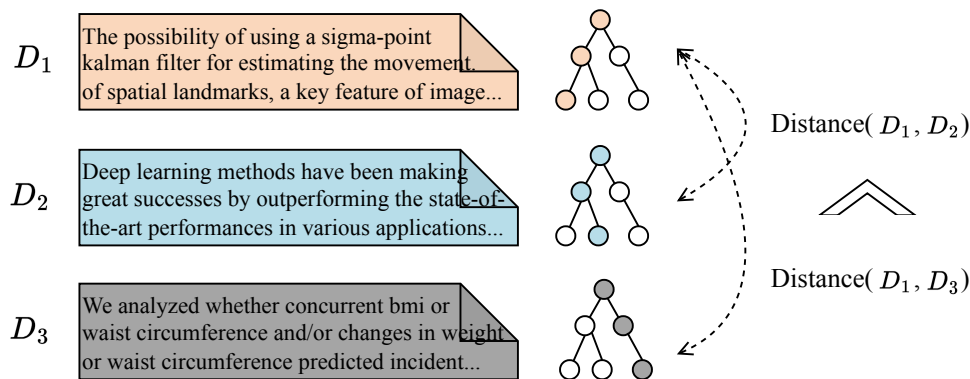 D₁
The possibility of using a sigma-point
kalman filter for estimating the movement.
of spatial landmarks, a key feature of image...
Distance( D₁, D₂)
D₂
Deep learning methods have been making
great successes by outperforming the state-of-
the-art performances in various applications...
Distance( D₁, D₃)
D₃
We analyzed whether concurrent bmi or
waist circumference and/or changes in weight
or waist circumference predicted incident...